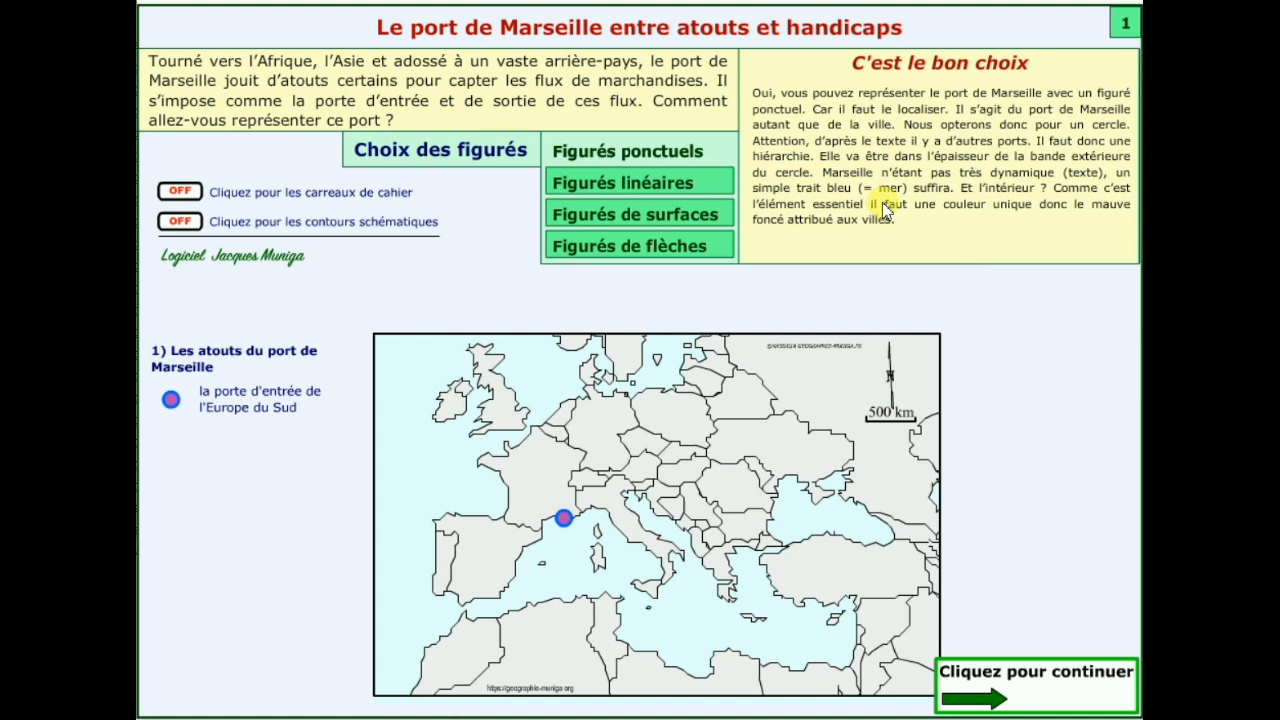 Le port de Marseille entre atouts et handicaps
1
Tourné vers l’Afrique, l’Asie et adossé à un vaste arrière-pays, le port de
Marseille jouit d’atouts certains pour capter les flux de marchandises. Il
s’impose comme la porte d’entrée et de sortie de ces flux. Comment
allez-vous représenter ce port ?
C'est le bon choix
Oui, vous pouvez représenter le port de Marseille avec un figuré
ponctuel. Car il faut le localiser. Il s’agit du port de Marseille
autant que de la ville. Nous opterons donc pour un cercle.
Attention, d’après le texte il y a d’autres ports. Il faut donc une
hiérarchie. Elle va être dans l’épaisseur de la bande extérieure
du cercle. Marseille n’étant pas très dynamique (texte), un
simple trait bleu (= mer) suffira. Et l’intérieur ? Comme c’est
l’élément essentiel il faut une couleur unique donc le mauve
foncé attribué aux villes.
Choix des figurés
Figurés ponctuels
Figurés linéaires
Figurés de surfaces
Figurés de flèches
OFF Cliquez pour les carreaux de cahier
OFF Cliquez pour les contours schématiques
Logiciel Jacques Muniga
1) Les atouts du port de
Marseille
la porte d'entrée de
l'Europe du Sud
N
500 km
https://geographie-muniga.org
Cliquez pour continuer